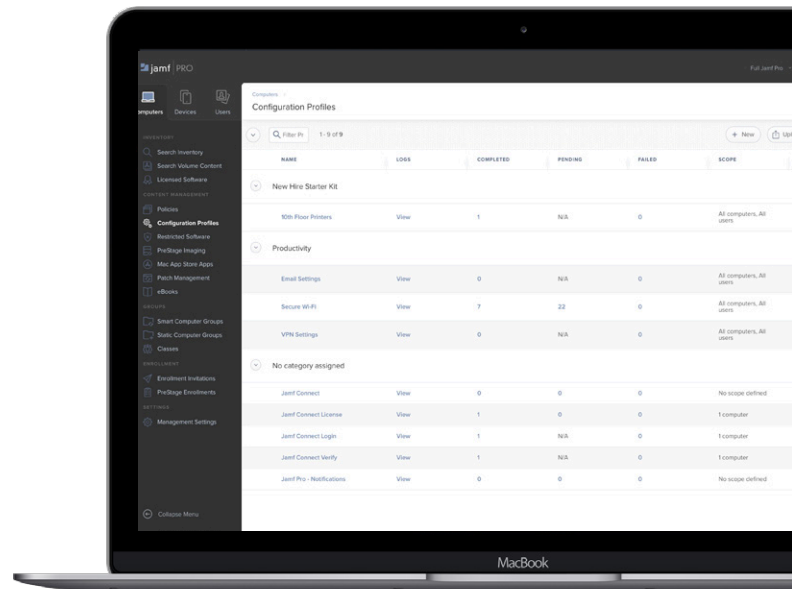 jamf PRO
Full Jamf Pro
Computers
Devices
Users
INVENTORY
Search Inventory
Search Volume Content
Licensed Software
CONTENT MANAGEMENT
Policies
Configuration Profiles
Restricted Software
PreStage Imaging
Mac App Store Apps
Patch Management
eBooks
GROUPS
Smart Computer Groups
Static Computer Groups
Classes
ENROLLMENT
Enrollment Invitations
PreStage Enrollments
SETTINGS
Management Settings
Collapse Menu
Computers
Configuration Profiles
Filter Pr 1 - 9 of 9 + New Upl
NAME LOGS COMPLETED PENDING FAILED SCOPE
New Hire Starter Kit
10th Floor Printers View 1 N/A 0 All computers, All
users
Productivity
Email Settings View 0 N/A 0 All computers, All
users
Secure Wi-Fi View 7 22 0 All computers, All
users
VPN Settings View 0 N/A 0 All computers, All
users
No category assigned
Jamf Connect View 0 0 0 No scope defined
Jamf Connect License View 1 0 0 1 computer
Jamf Connect Login View 1 N/A 0 1 computer
Jamf Connect Verify View 1 N/A 0 1 computer
Jamf Pro - Notifications View 0 0 0 No scope defined
MacBook